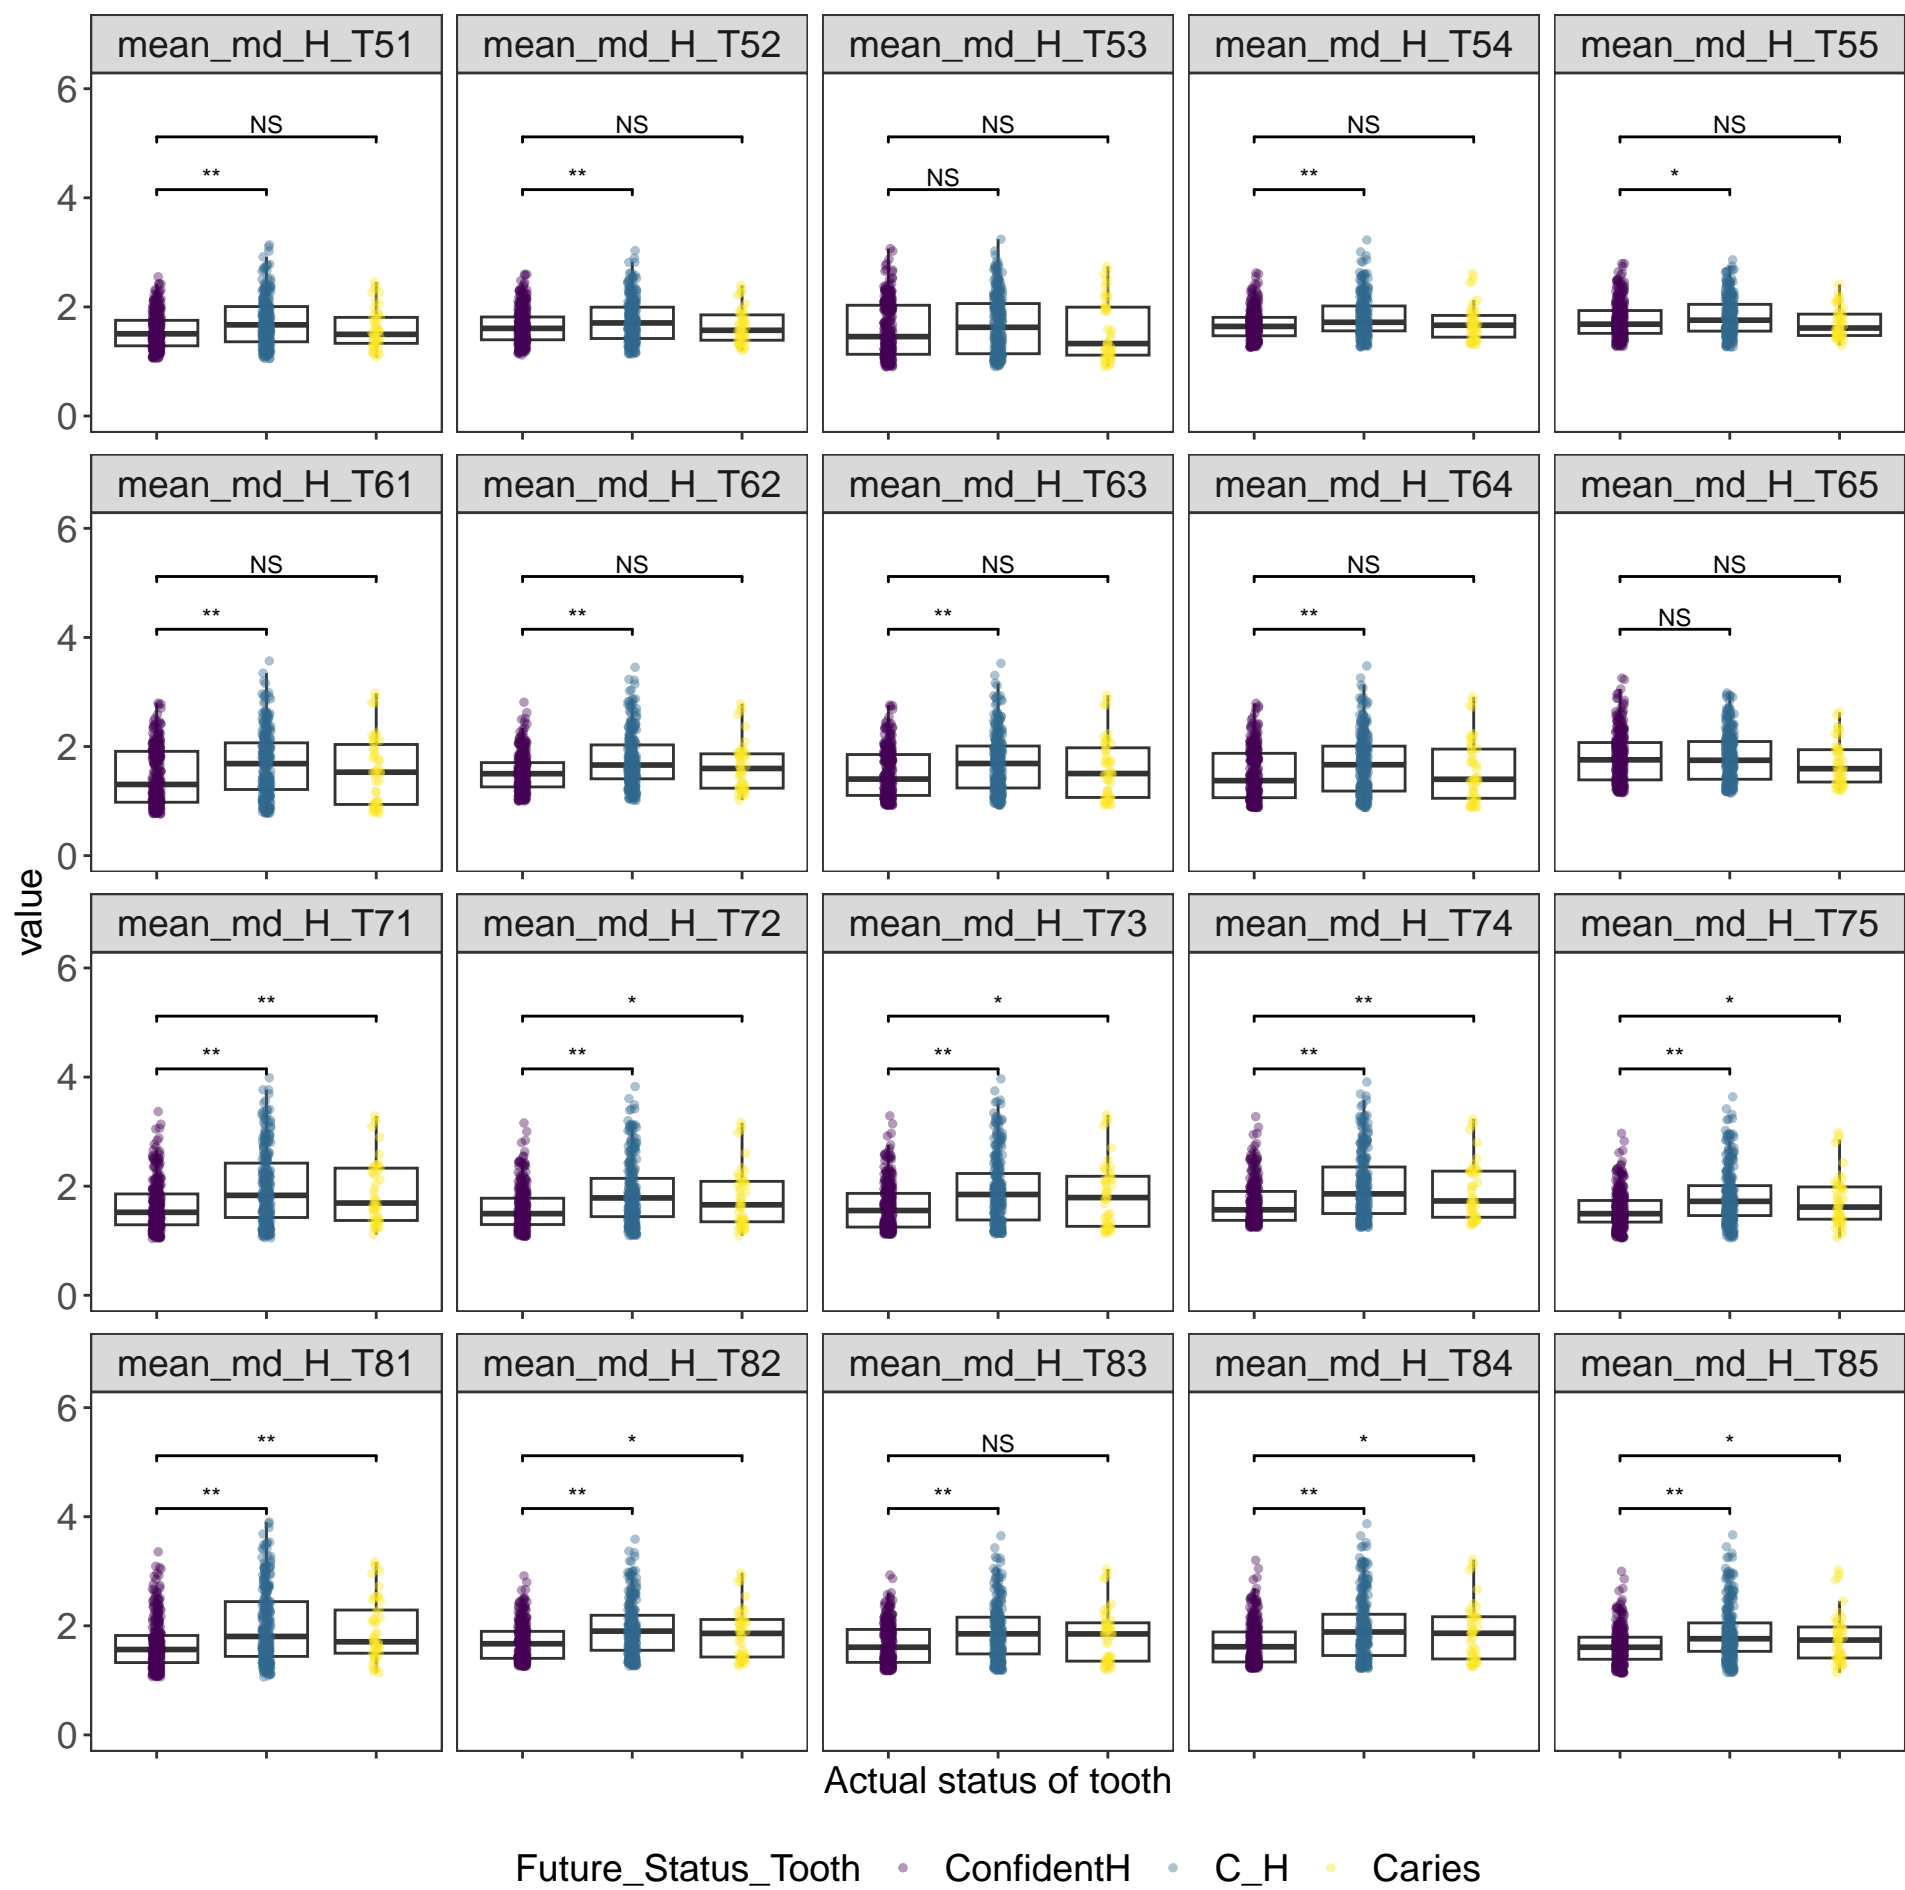 mean_md_H_T51 mean_md_H_T52 mean_md_H_T53 mean_md_H_T54 mean_md_H_T55
6
NS NS NS NS NS
** ** NS ** *
4
2
0
mean_md_H_T61 mean_md_H_T62 mean_md_H_T63 mean_md_H_T64 mean_md_H_T65
6
NS NS NS NS NS
** ** ** ** NS
4
2
0
value
mean_md_H_T71 mean_md_H_T72 mean_md_H_T73 mean_md_H_T74 mean_md_H_T75
6
** * * ** *
** ** ** ** **
4
2
0
mean_md_H_T81 mean_md_H_T82 mean_md_H_T83 mean_md_H_T84 mean_md_H_T85
6
** * NS * *
** ** ** ** **
4
2
0
Actual status of tooth
Future_Status_Tooth ConfidentH C_H Caries